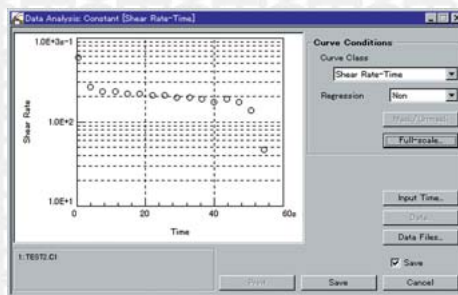 Data Analysis: Constant [Shear Rate-Time]
1.0E+3s-1
1.0E+2
1.0E+1
Shear Rate
0
20
40
60s
Time
Curve Conditions
Curve Class
Shear Rate-Time
Regression
Non
Mask/Unmask
Full-scale..
Input Time..
Data
Data Files..
Save
1:TEST2.CI
Print
Save
Cancel